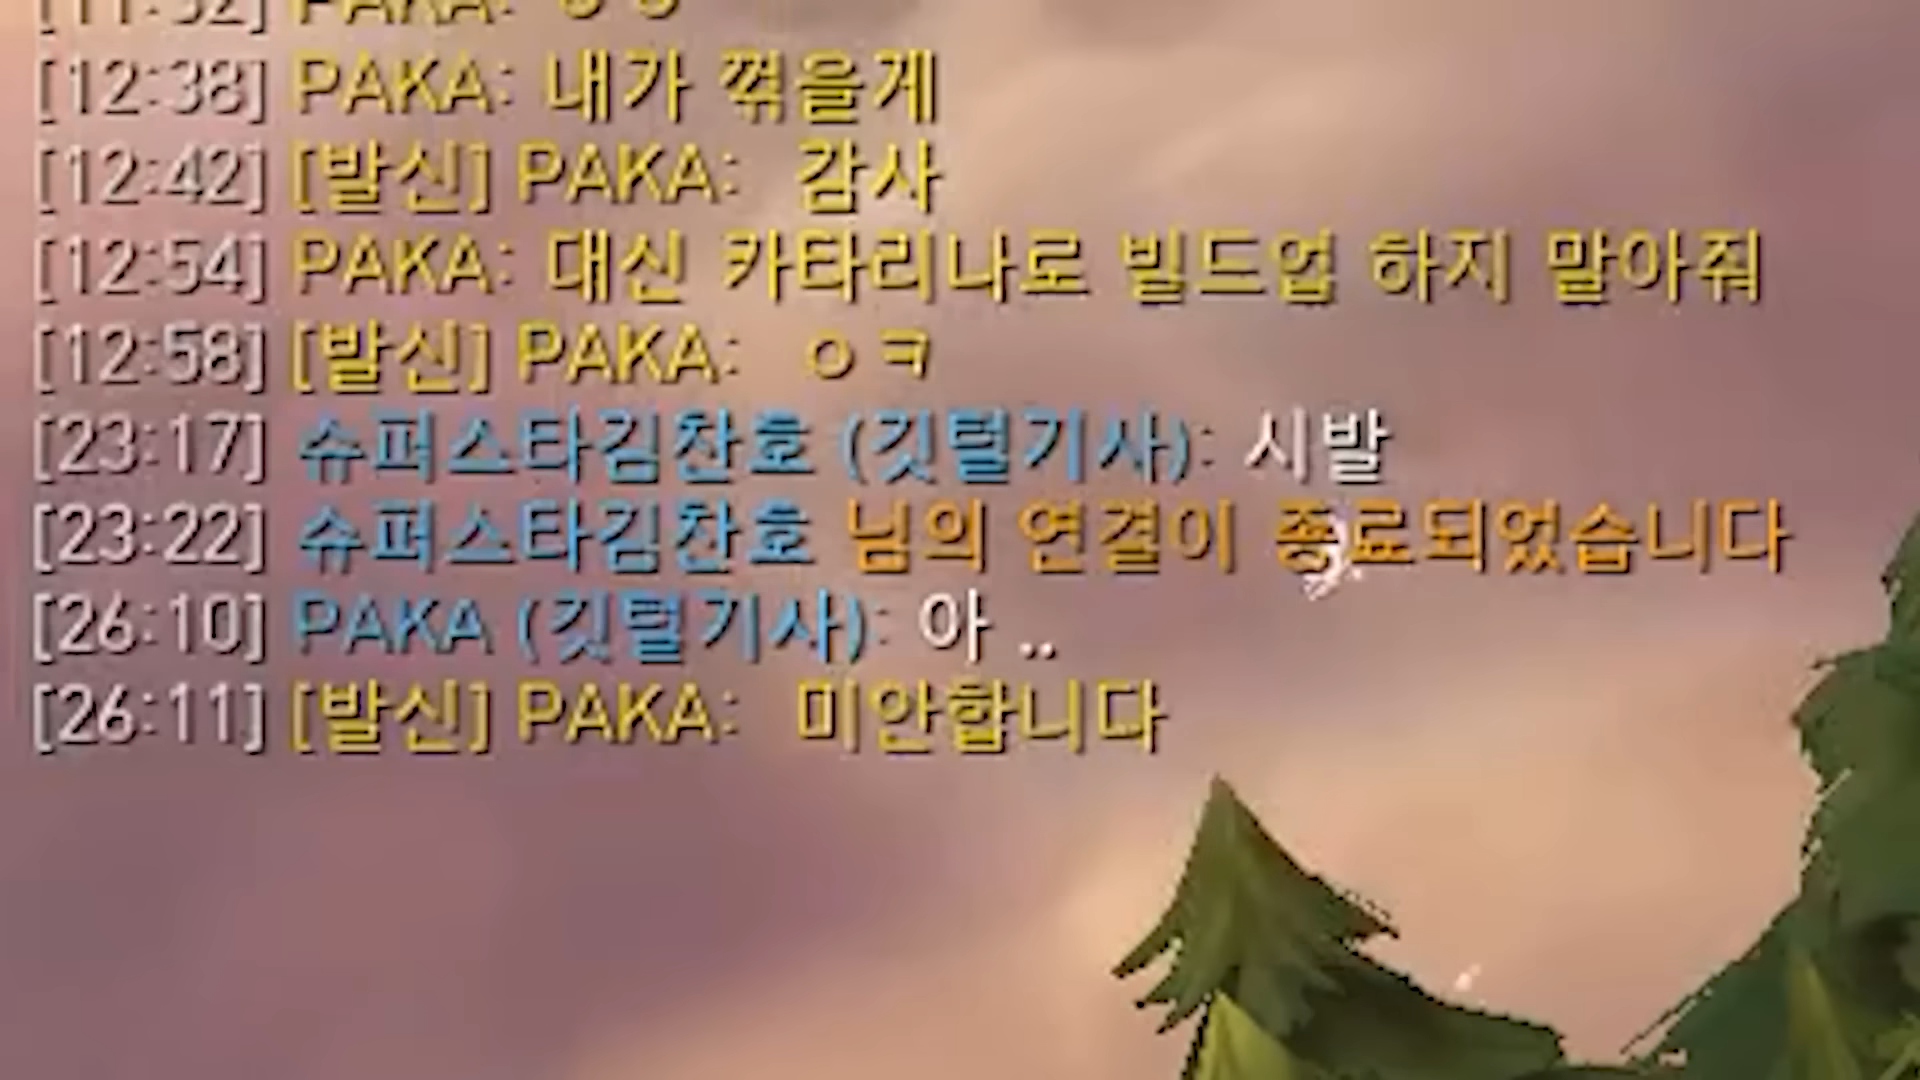 [11:32] PAKA: ㅇㅇ
[12:38] PAKA: 내가 꺾을게
[12:42] [발신] PAKA: 감사
[12:54] PAKA: 대신 카타리나로 빌드업 하지 말아줘
[12:58] [발신] PAKA: ㅇㅋ
[23:17] 슈퍼스타김찬호 (깃털기사): 시발
[23:22] 슈퍼스타김찬호 님의 연결이 종료되었습니다
[26:10] PAKA (깃털기사): 아 ..
[26:11] [발신] PAKA: 미안합니다